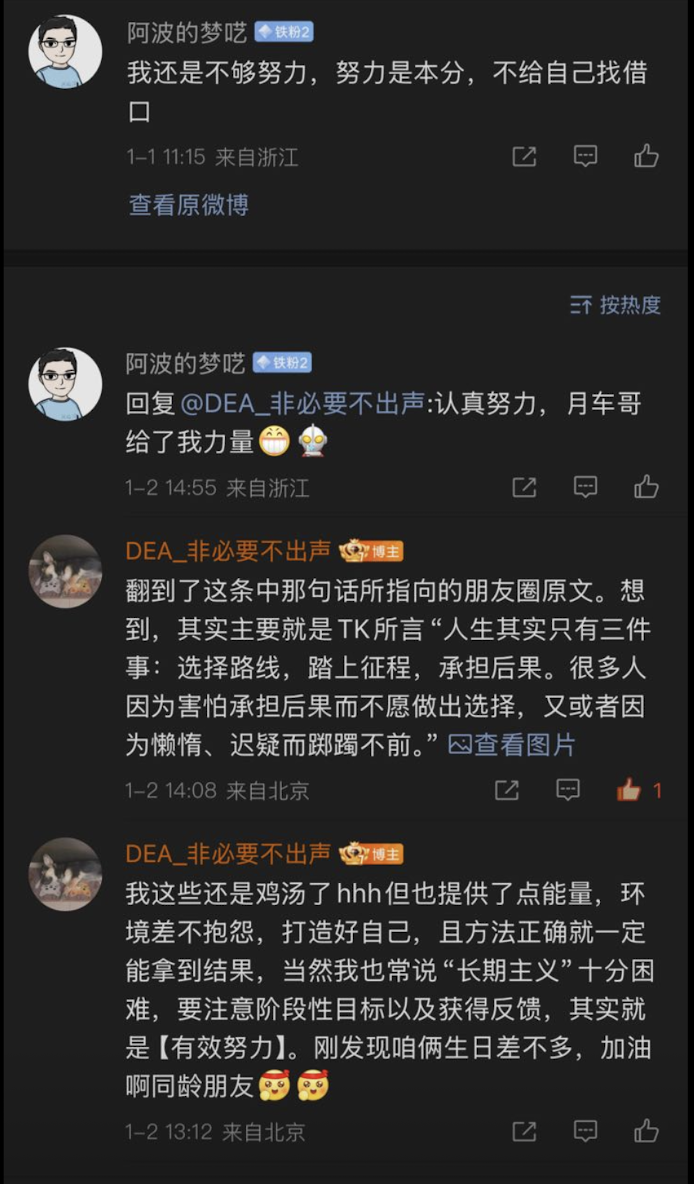 阿波的梦呓 铁粉2
我还是不够努力，努力是本分，不给自己找借
口
1-1 11:15 来自浙江
查看原微博
按热度
阿波的梦呓 铁粉2
回复@DEA_非必要不出声:认真努力，月车哥
给了我力量
1-2 14:55 来自浙江
DEA_非必要不出声 博主
翻到了这条中那句话所指向的朋友圈原文。想
到，其实主要就是TK所言“人生其实只有三件
事：选择路线，踏上征程，承担后果。很多人
因为害怕承担后果而不愿做出选择，又或者因
为懒惰、迟疑而踯躅不前。” 查看图片
1-2 14:08 来自北京
1
DEA_非必要不出声 博主
我这些还是鸡汤了hhh但也提供了点能量，环
境差不抱怨，打造好自己，且方法正确就一定
能拿到结果，当然我也常说“长期主义”十分困
难，要注意阶段性目标以及获得反馈，其实就
是【有效努力】。刚发现咱俩生日差不多，加油
啊同龄朋友
1-2 13:12 来自北京